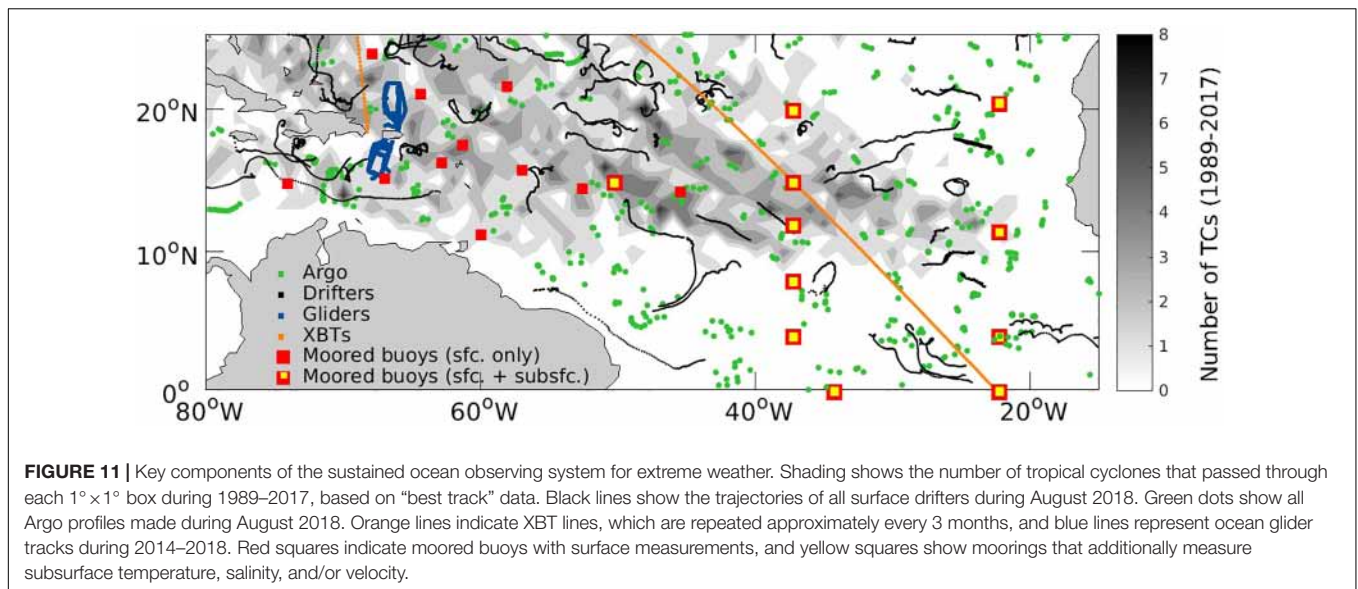 20°N
10°N
0°
80°W
60°W
40°W
20°W
Argo
Drifters
Gliders
XBTs
Moored buoys (sfc. only)
Moored buoys (sfc. + subsfc.)
8
7
6
5
4
3
2
1
0
Number of TCs (1989-2017)
FIGURE 11 | Key components of the sustained ocean observing system for extreme weather. Shading shows the number of tropical cyclones that passed through
each 1° × 1° box during 1989–2017, based on “best track” data. Black lines show the trajectories of all surface drifters during August 2018. Green dots show all
Argo profiles made during August 2018. Orange lines indicate XBT lines, which are repeated approximately every 3 months, and blue lines represent ocean glider
tracks during 2014–2018. Red squares indicate moored buoys with surface measurements, and yellow squares show moorings that additionally measure
subsurface temperature, salinity, and/or velocity.